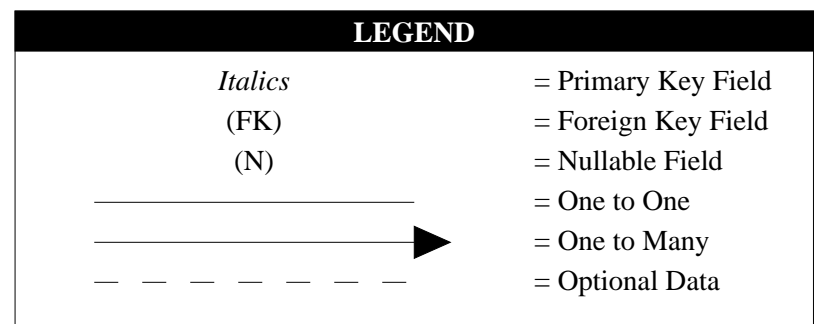 LEGEND
Italics = Primary Key Field
(FK) = Foreign Key Field
(N) = Nullable Field
= One to One
= One to Many
= Optional Data